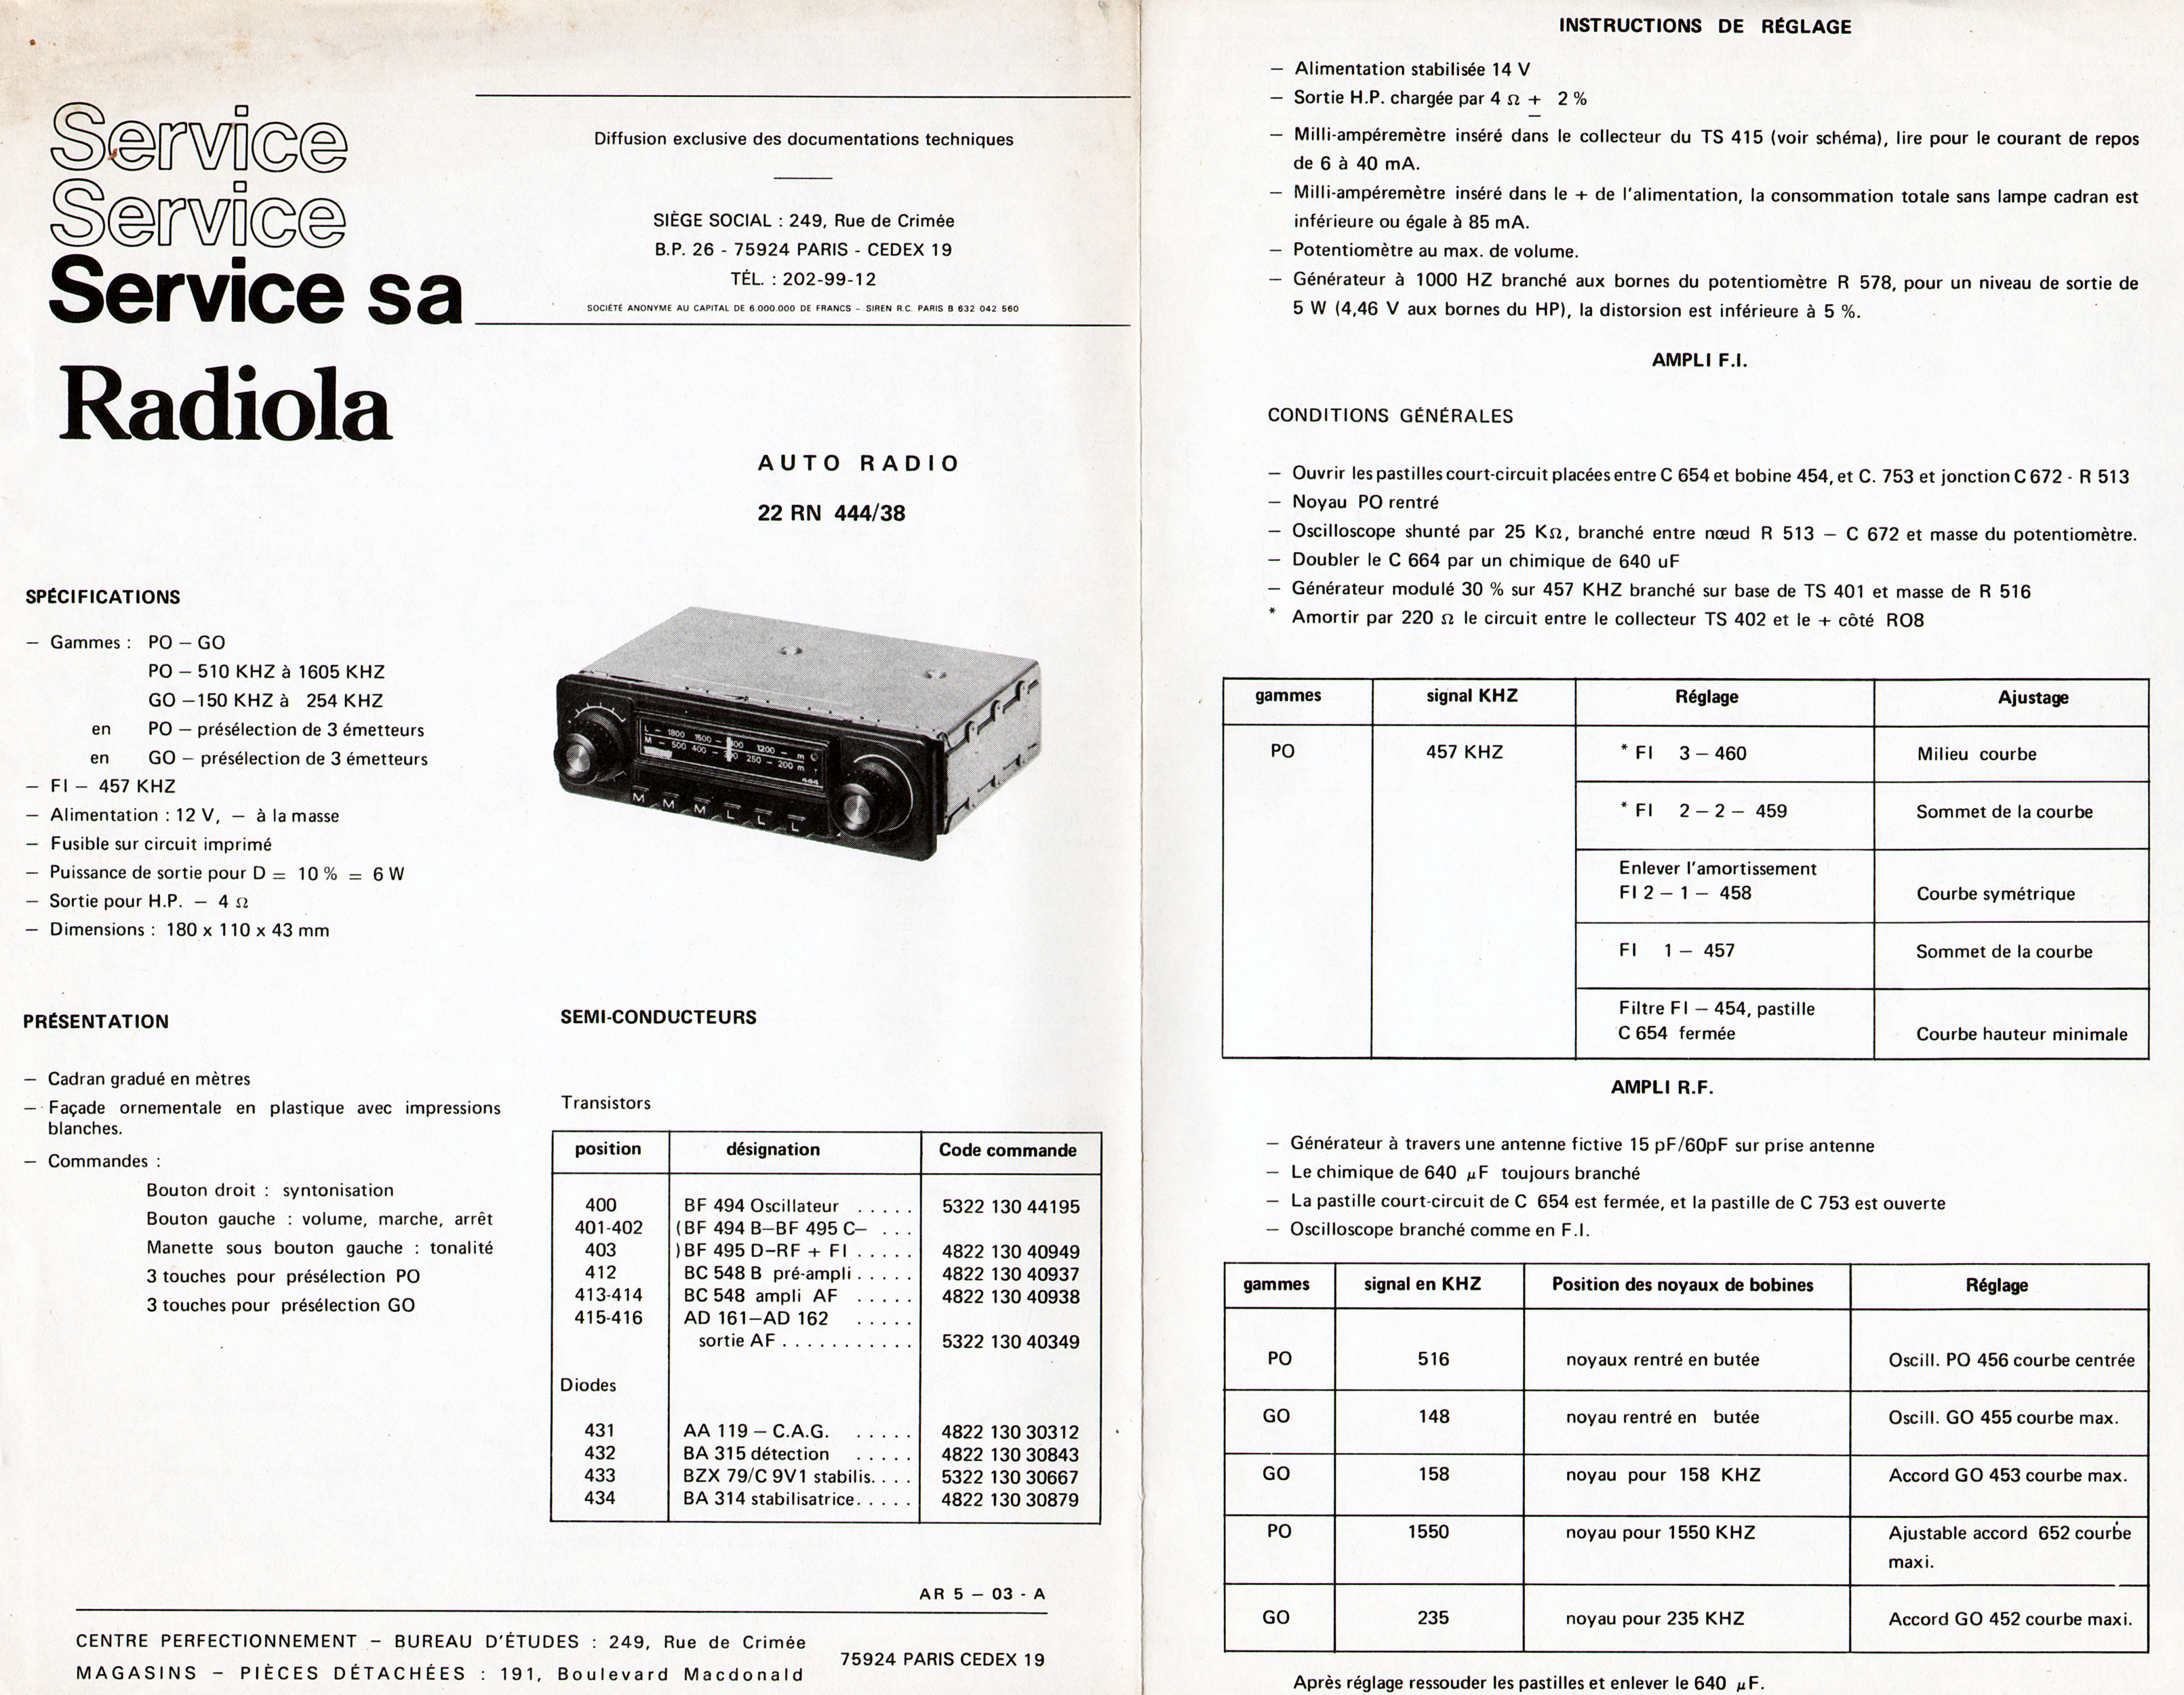 Service
Service
Service sa
Radiola
Diffusion exclusive des documentations techniques
SIÈGE SOCIAL : 249, Rue de Crimée
B.P. 26 - 75924 PARIS - CEDEX 19
TÉL. : 202-99-12
SOCIÉTÉ ANONYME AU CAPITAL DE 6.000.000 DE FRANCS – SIREN R.C. PARIS B 632 042 560
AUTO RADIO
22 RN 444/38
SPÉCIFICATIONS
– Gammes : PO – GO
PO – 510 KHZ à 1605 KHZ
GO –150 KHZ à 254 KHZ
en PO – présélection de 3 émetteurs
en GO – présélection de 3 émetteurs
– FI – 457 KHZ
– Alimentation : 12 V, – à la masse
– Fusible sur circuit imprimé
– Puissance de sortie pour D = 10 % = 6 W
– Sortie pour H.P. – 4 Ω
– Dimensions : 180 x 110 x 43 mm
L – 1800 1500 – 1200 – m
M – 500 400 – 250 – 200 m
444
M M M L L L
PRÉSENTATION
– Cadran gradué en mètres
– Façade ornementale en plastique avec impressions
blanches.
– Commandes :
Bouton droit : syntonisation
Bouton gauche : volume, marche, arrêt
Manette sous bouton gauche : tonalité
3 touches pour présélection PO
3 touches pour présélection GO
SEMI-CONDUCTEURS
Transistors
position désignation Code commande
400 BF 494 Oscillateur ..... 5322 130 44195
401-402 (BF 494 B–BF 495 C– ...
403 )BF 495 D–RF + FI ..... 4822 130 40949
412 BC 548 B pré-ampli ..... 4822 130 40937
413-414 BC 548 ampli AF ..... 4822 130 40938
415-416 AD 161–AD 162 .....
sortie AF ........... 5322 130 40349
Diodes
431 AA 119 – C.A.G. ..... 4822 130 30312
432 BA 315 détection ..... 4822 130 30843
433 BZX 79/C 9V1 stabilis.... 5322 130 30667
434 BA 314 stabilisatrice..... 4822 130 30879
AR 5 – 03 - A
CENTRE PERFECTIONNEMENT – BUREAU D'ÉTUDES : 249, Rue de Crimée
MAGASINS – PIÈCES DÉTACHÉES : 191, Boulevard Macdonald
75924 PARIS CEDEX 19
INSTRUCTIONS DE RÉGLAGE
– Alimentation stabilisée 14 V
– Sortie H.P. chargée par 4 Ω ± 2 %
– Milli-ampéremètre inséré dans le collecteur du TS 415 (voir schéma), lire pour le courant de repos
de 6 à 40 mA.
– Milli-ampéremètre inséré dans le + de l'alimentation, la consommation totale sans lampe cadran est
inférieure ou égale à 85 mA.
– Potentiomètre au max. de volume.
– Générateur à 1000 HZ branché aux bornes du potentiomètre R 578, pour un niveau de sortie de
5 W (4,46 V aux bornes du HP), la distorsion est inférieure à 5 %.
AMPLI F.I.
CONDITIONS GÉNÉRALES
– Ouvrir les pastilles court-circuit placées entre C 654 et bobine 454, et C. 753 et jonction C 672 - R 513
– Noyau PO rentré
– Oscilloscope shunté par 25 KΩ, branché entre nœud R 513 – C 672 et masse du potentiomètre.
– Doubler le C 664 par un chimique de 640 uF
– Générateur modulé 30 % sur 457 KHZ branché sur base de TS 401 et masse de R 516
* Amortir par 220 Ω le circuit entre le collecteur TS 402 et le + côté RO8
gammes signal KHZ Réglage Ajustage
PO 457 KHZ * FI 3 – 460 Milieu courbe
* FI 2 – 2 – 459 Sommet de la courbe
Enlever l'amortissement
FI 2 – 1 – 458 Courbe symétrique
FI 1 – 457 Sommet de la courbe
Filtre FI – 454, pastille
C 654 fermée Courbe hauteur minimale
AMPLI R.F.
– Générateur à travers une antenne fictive 15 pF/60pF sur prise antenne
– Le chimique de 640 µF toujours branché
– La pastille court-circuit de C 654 est fermée, et la pastille de C 753 est ouverte
– Oscilloscope branché comme en F.I.
gammes signal en KHZ Position des noyaux de bobines Réglage
PO 516 noyaux rentré en butée Oscill. PO 456 courbe centrée
GO 148 noyau rentré en butée Oscill. GO 455 courbe max.
GO 158 noyau pour 158 KHZ Accord GO 453 courbe max.
PO 1550 noyau pour 1550 KHZ Ajustable accord 652 courbe
maxi.
GO 235 noyau pour 235 KHZ Accord GO 452 courbe maxi.
Après réglage ressouder les pastilles et enlever le 640 µF.